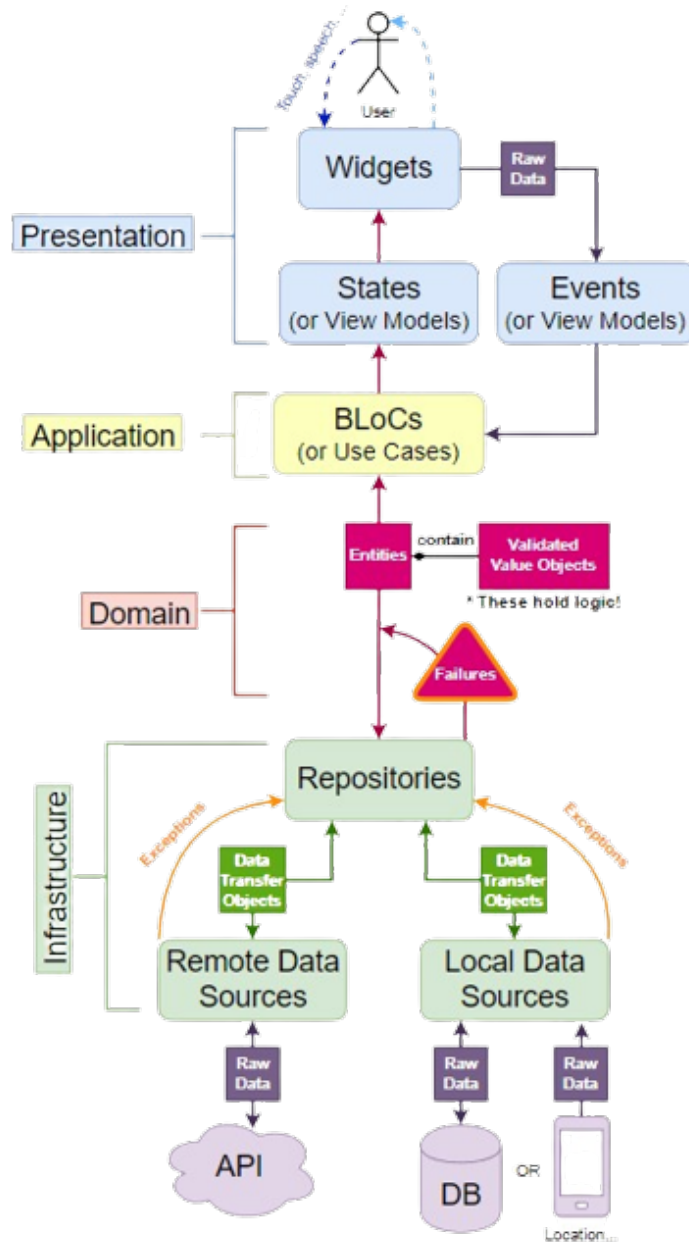 Touch, speech, ...
User
Widgets
Raw
Data
Presentation
States
(or View Models)
Events
(or View Models)
Application
BLoCs
(or Use Cases)
Entities
contain
Validated
Value Objects
* These hold logic!
Domain
Failures
Infrastructure
Repositories
Exceptions
Exceptions
Data
Transfer
Objects
Data
Transfer
Objects
Remote Data
Sources
Local Data
Sources
Raw
Data
Raw
Data
Raw
Data
API
DB
OR
Location...